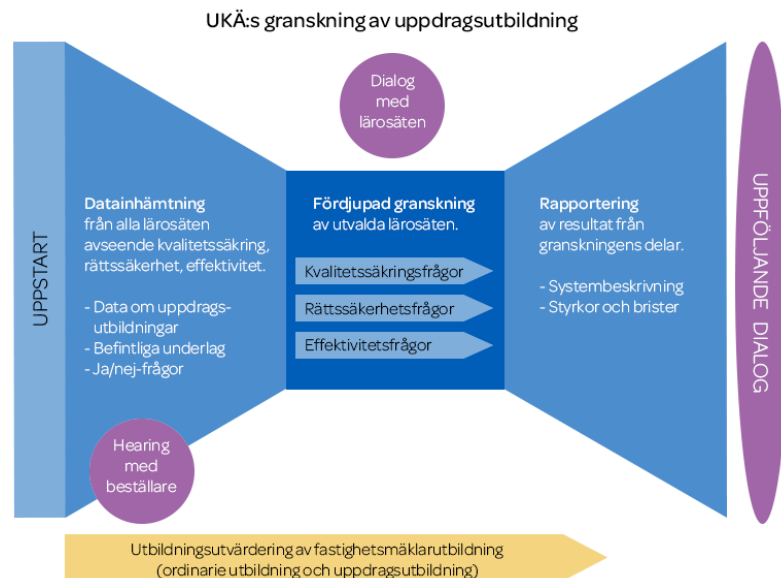 UKÄ:s granskning av uppdragsutbildning
UPPSTART
Datainhämtning
från alla lärosäten
avseende kvalitetssäkring,
rättssäkerhet, effektivitet.
- Data om uppdrags-
utbildningar
- Befintliga underlag
- Ja/nej-frågor
Hearing
med
beställare
Dialog
med
lärosäten
Fördjupad granskning
av utvalda lärosäten.
Kvalitetssäkringsfrågor
Rättssäkerhetsfrågor
Effektivitetsfrågor
Rapportering
av resultat från
granskningens delar.
- Systembeskrivning
- Styrkor och brister
UPPFÖLJANDE DIALOG
Utbildningsutvärdering av fastighetsmäklarutbildning
(ordinarie utbildning och uppdragsutbildning)